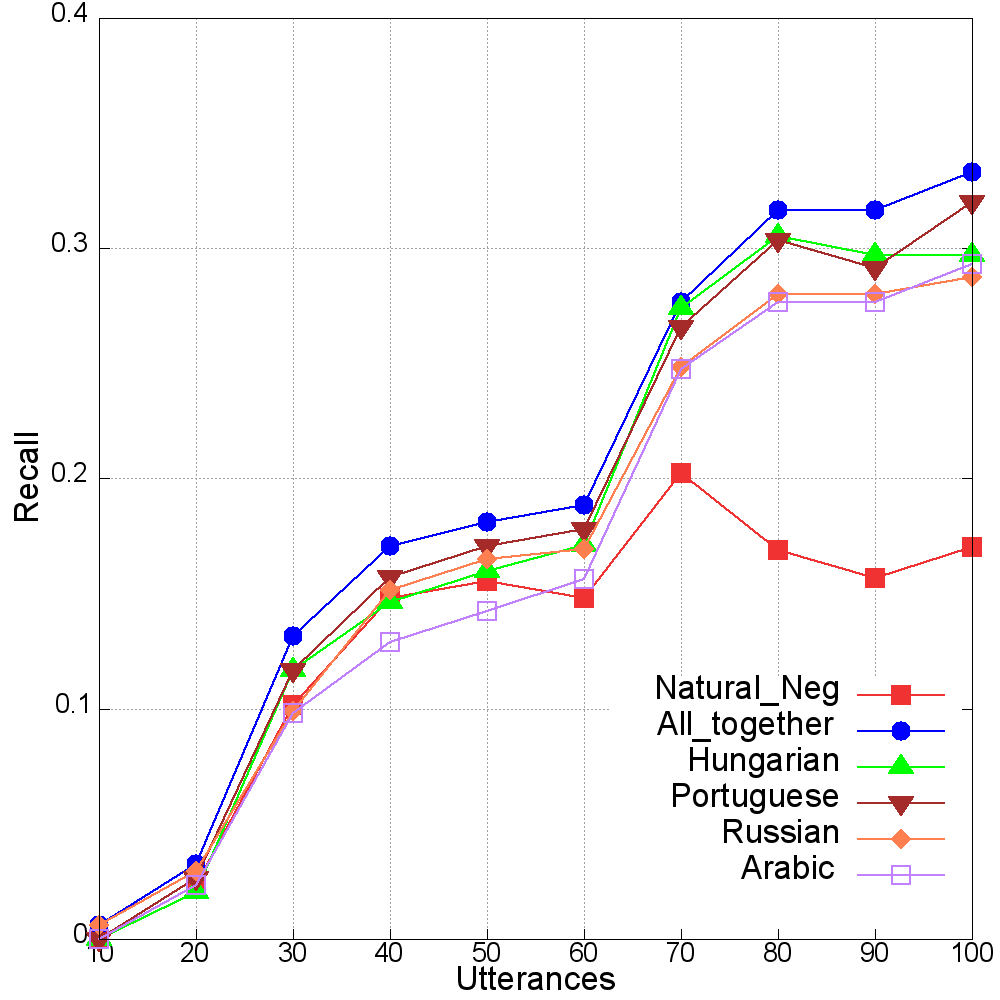 0.4
0.3
0.2
0.1
0
Recall
10 20 30 40 50 60 70 80 90 100
Utterances
Natural_Neg
All_together
Hungarian
Portuguese
Russian
Arabic